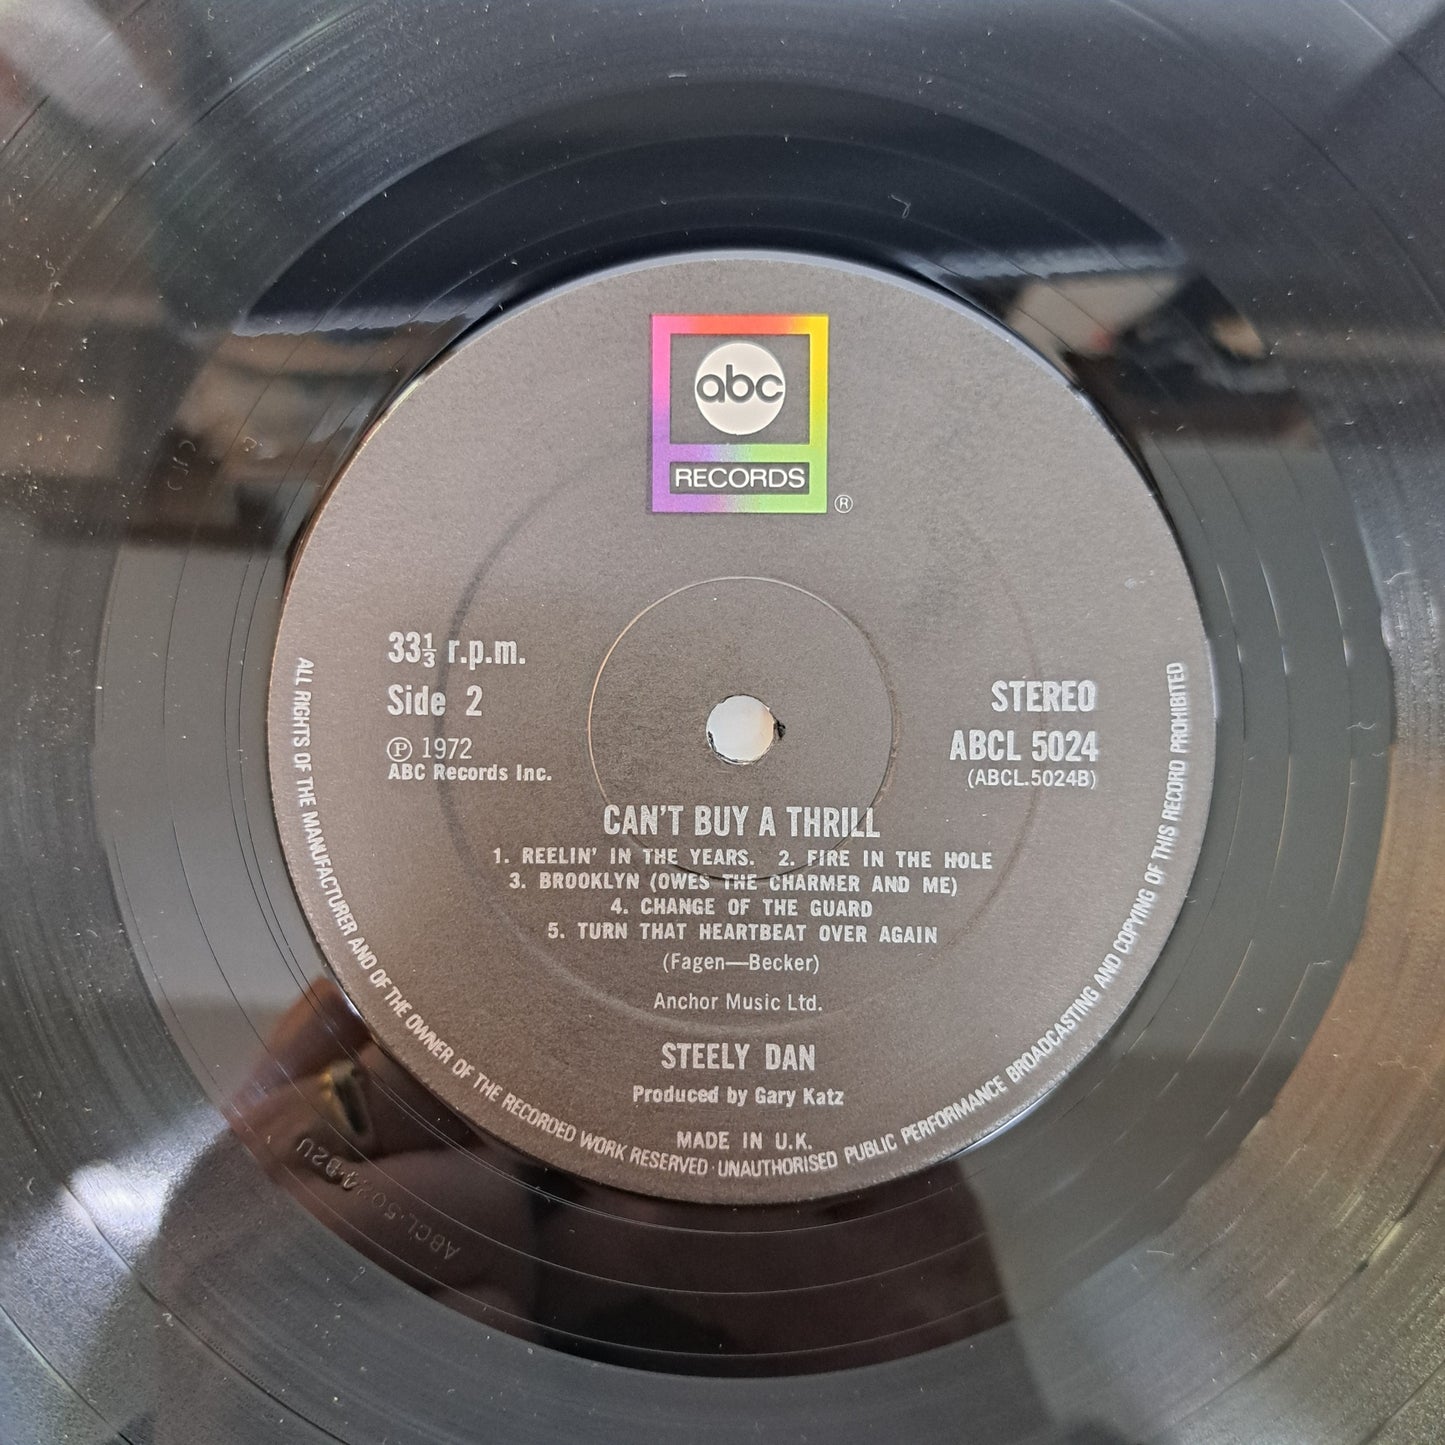 abc
RECORDS
®
33⅓ r.p.m.
Side 2
℗ 1972
ABC Records Inc.
STEREO
ABCL 5024
(ABCL.5024B)
CAN'T BUY A THRILL
1. REELIN' IN THE YEARS. 2. FIRE IN THE HOLE
3. BROOKLYN (OWES THE CHARMER AND ME)
4. CHANGE OF THE GUARD
5. TURN THAT HEARTBEAT OVER AGAIN
(Fagen—Becker)
Anchor Music Ltd.
STEELY DAN
Produced by Gary Katz
MADE IN U.K.
ALL RIGHTS OF THE MANUFACTURER AND OF THE OWNER OF THE RECORDED WORK RESERVED · UNAUTHORISED PUBLIC PERFORMANCE BROADCASTING AND COPYING OF THIS RECORD PROHIBITED
ABCL.5024-B2U